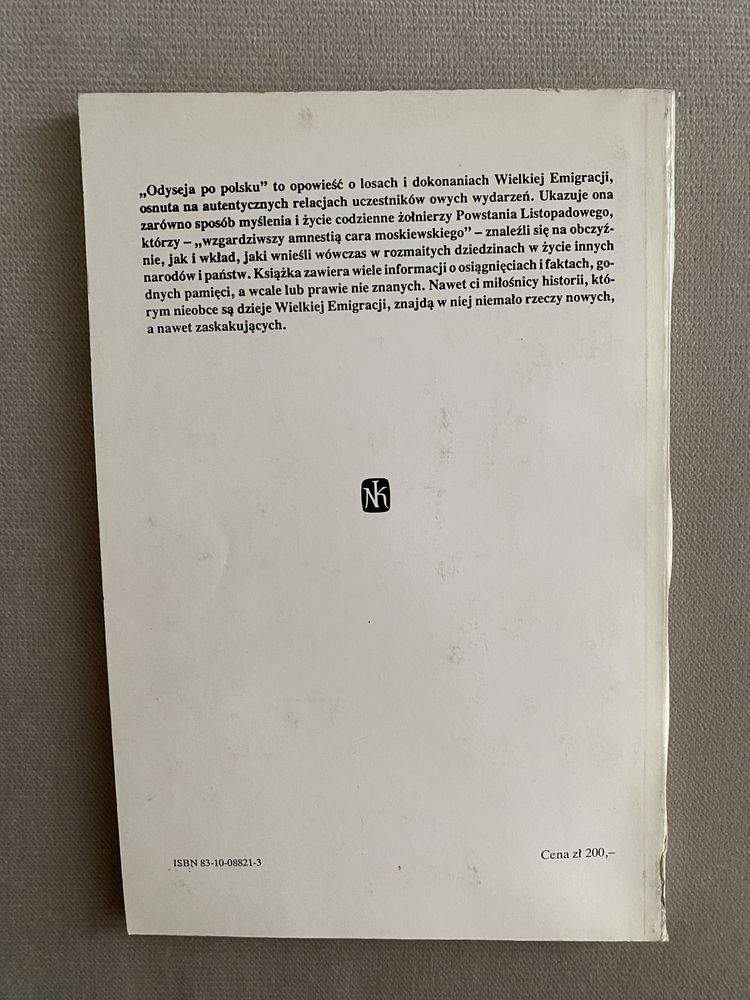 „Odyseja po polsku” to opowieść o losach i dokonaniach Wielkiej Emigracji,
osnuta na autentycznych relacjach uczestników owych wydarzeń. Ukazuje ona
zarówno sposób myślenia i życie codzienne żołnierzy Powstania Listopadowego,
którzy – „wzgardziwszy amnestią cara moskiewskiego” – znaleźli się na obczyź-
nie, jak i wkład, jaki wnieśli wówczas w rozmaitych dziedzinach w życie innych
narodów i państw. Książka zawiera wiele informacji o osiągnięciach i faktach, go-
dnych pamięci, a wcale lub prawie nie znanych. Nawet ci miłośnicy historii, któ-
rym nieobce są dzieje Wielkiej Emigracji, znajdą w niej niemało rzeczy nowych,
a nawet zaskakujących.
NK
ISBN 83-10-08821-3
Cena zł 200,–